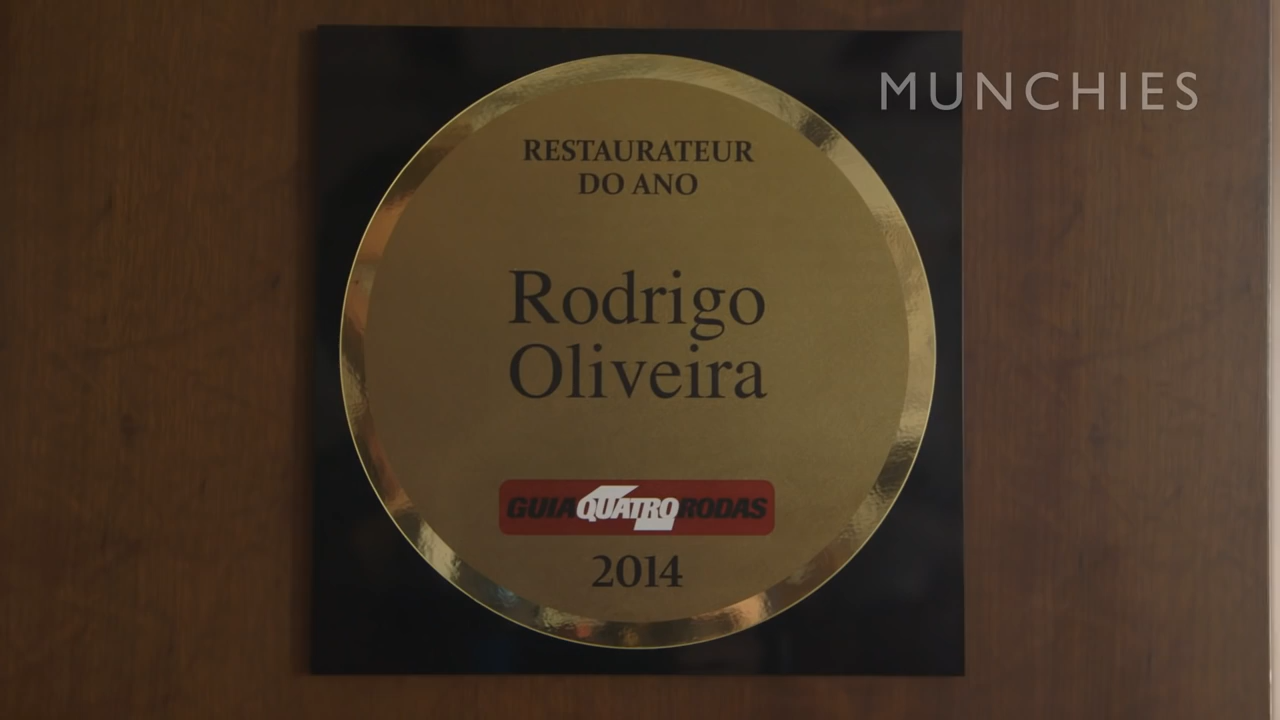 MUNCHIES
RESTAURATEUR
DO ANO
Rodrigo
Oliveira
GUIA QUATRO RODAS
2014